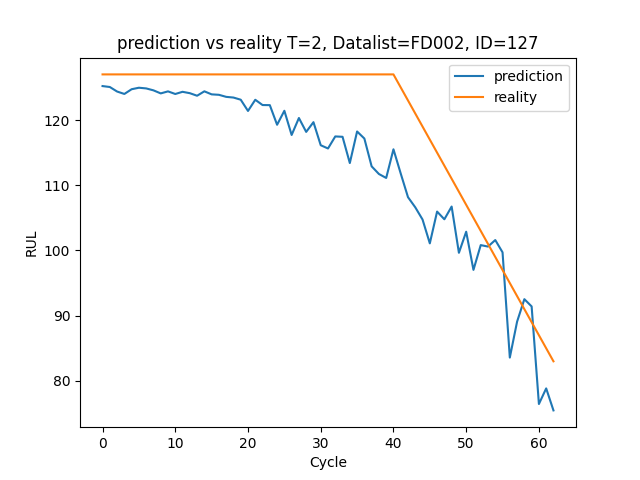 prediction vs reality T=2, Datalist=FD002, ID=127
prediction
reality
120
110
100
90
80
RUL
0 10 20 30 40 50 60
Cycle